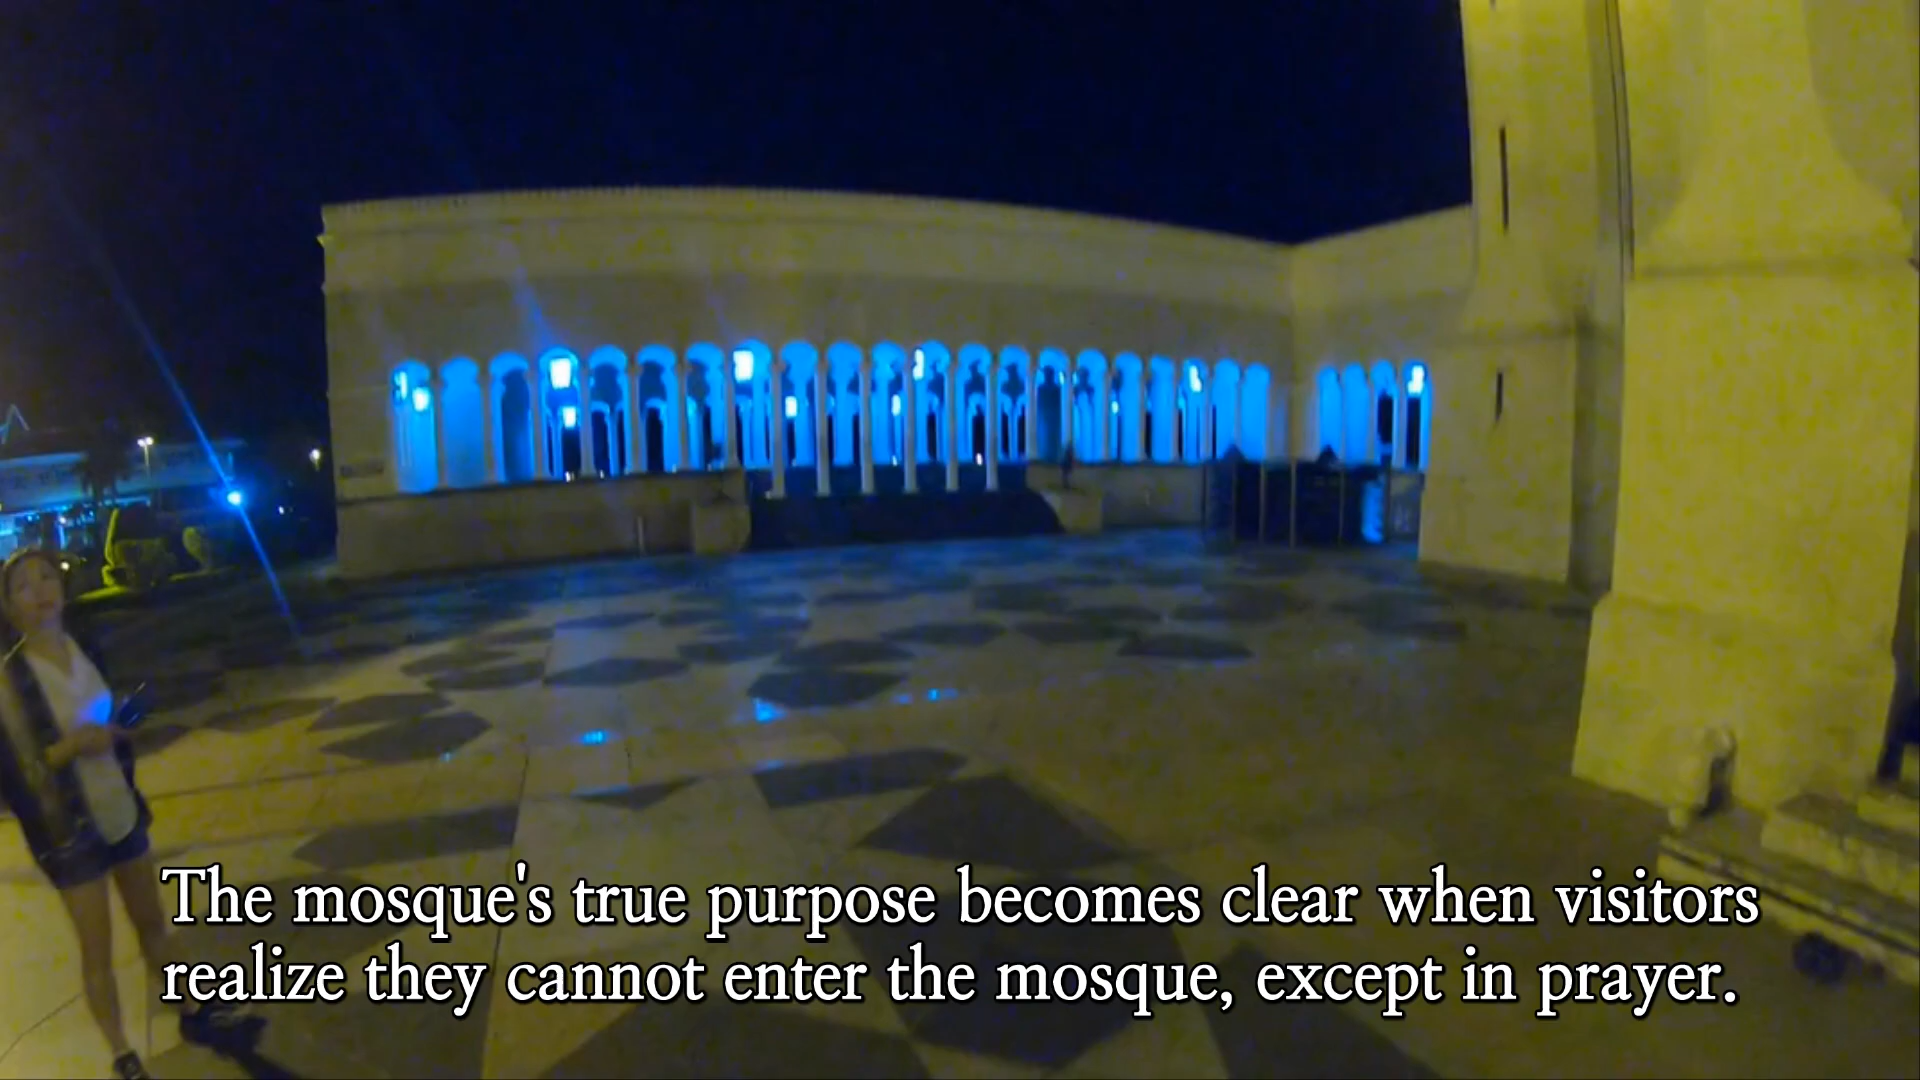 The mosque's true purpose becomes clear when visitors
realize they cannot enter the mosque, except in prayer.